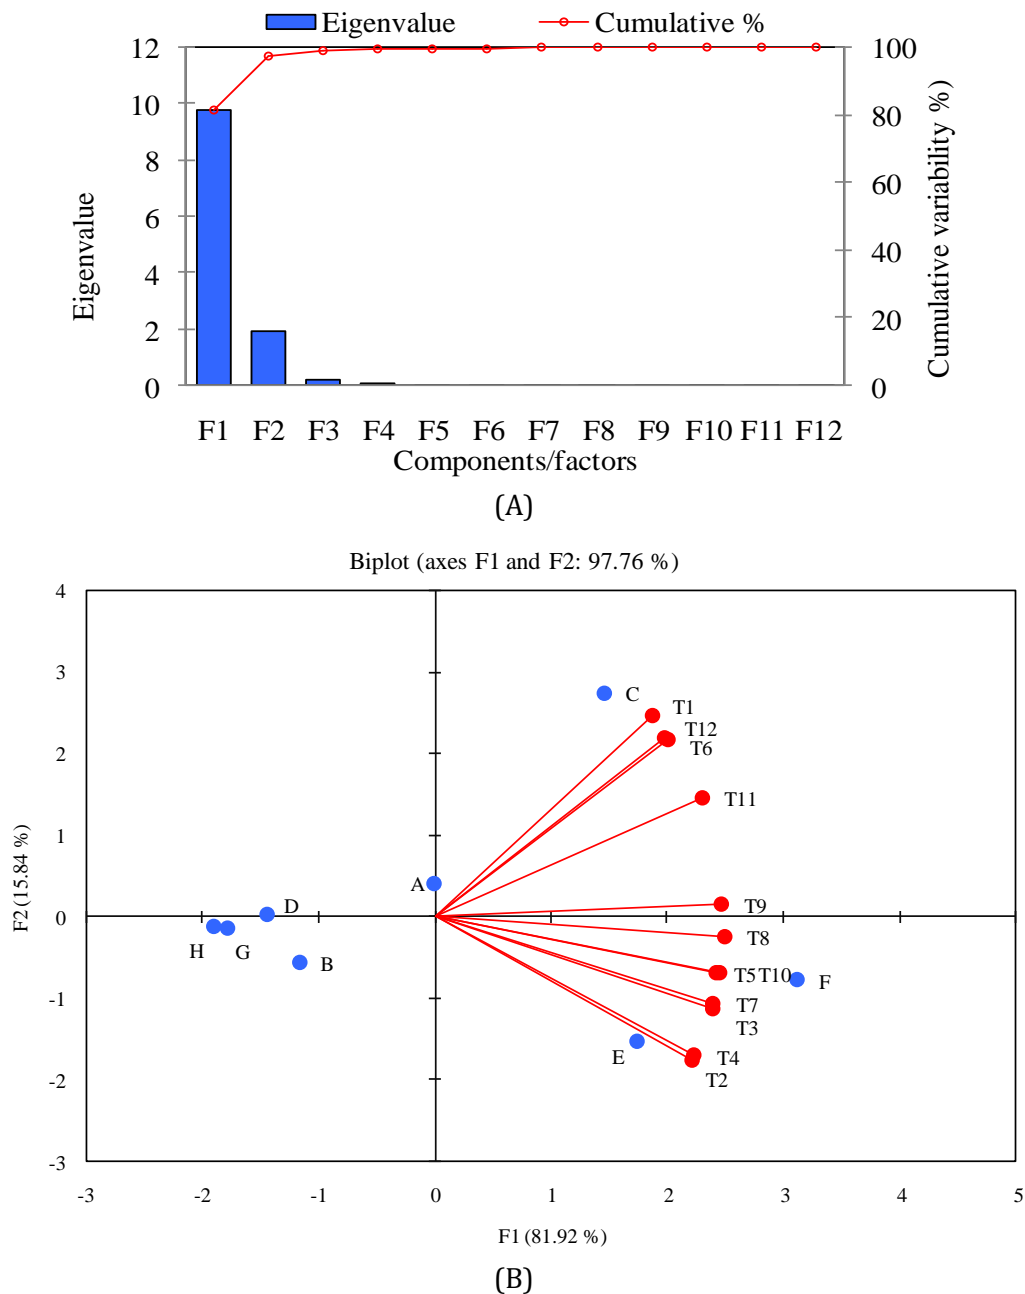 Eigenvalue Cumulative %
12 100
10 80
8 60
6
4 40
2 20
0 0
Eigenvalue
Cumulative variability %)
F1 F2 F3 F4 F5 F6 F7 F8 F9 F10 F11 F12
Components/factors
(A)
Biplot (axes F1 and F2: 97.76 %)
4
3
2
1
0
-1
-2
-3
F2 (15.84 %)
C
T1
T12
T6
T11
A
T9
D
T8
H G B
T5 T10 F
T7
T3
E T4
T2
-3 -2 -1 0 1 2 3 4 5
F1 (81.92 %)
(B)